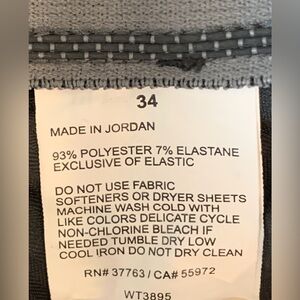 34
MADE IN JORDAN
93% POLYESTER 7% ELASTANE
EXCLUSIVE OF ELASTIC
DO NOT USE FABRIC
SOFTENERS OR DRYER SHEETS
MACHINE WASH COLD WITH
LIKE COLORS DELICATE CYCLE
NON-CHLORINE BLEACH IF
NEEDED TUMBLE DRY LOW
COOL IRON DO NOT DRY CLEAN
RN# 37763 / CA# 55972
WT3895